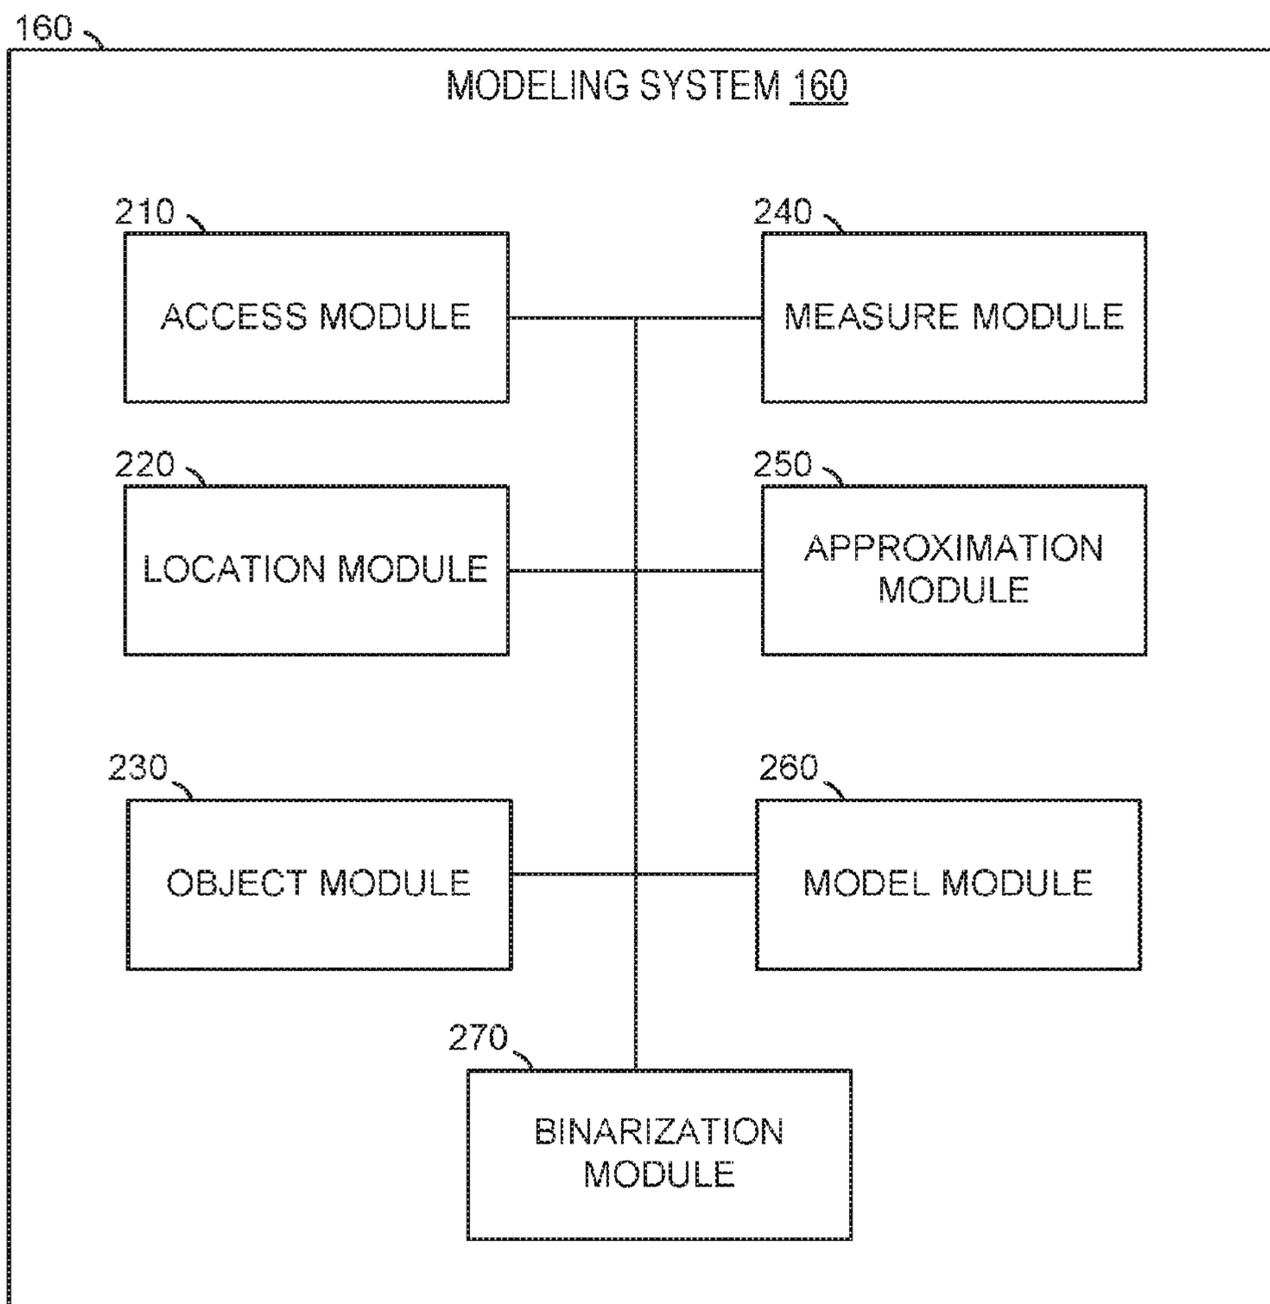 160
MODELING SYSTEM 160
210
ACCESS MODULE
240
MEASURE MODULE
220
LOCATION MODULE
250
APPROXIMATION
MODULE
230
OBJECT MODULE
260
MODEL MODULE
270
BINARIZATION
MODULE